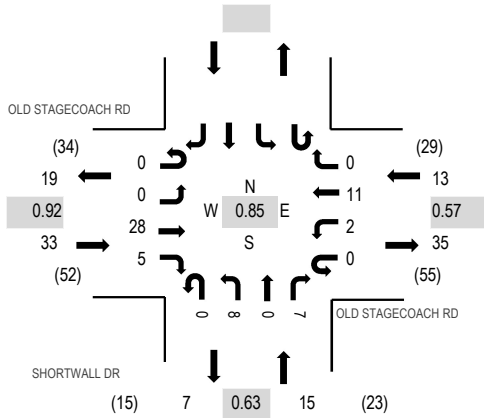 OLD STAGECOACH RD
(34)
(29)
0
0
19
13
N
0
11
0.92
W
0.85
E
0.57
28
2
33
S
35
5
0
(52)
(55)
0
8
0
7
OLD STAGECOACH RD
SHORTWALL DR
(15) 7 0.63 15 (23)